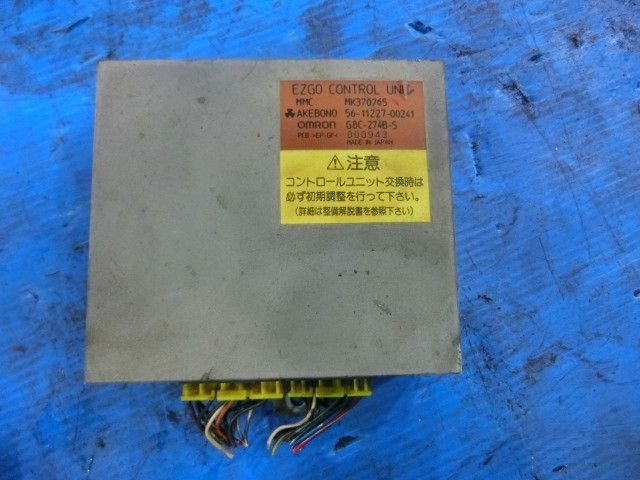 EZGO CONTROL UNIT
MMC MK370765
AKEBONO 56-11227-00241
OMRON G8C-274B-S
PCB >EP-GF< 800943
MADE IN JAPAN
⚠注意
コントロールユニット交換時は
必ず初期調整を行って下さい。
(詳細は整備解説書を参照下さい)